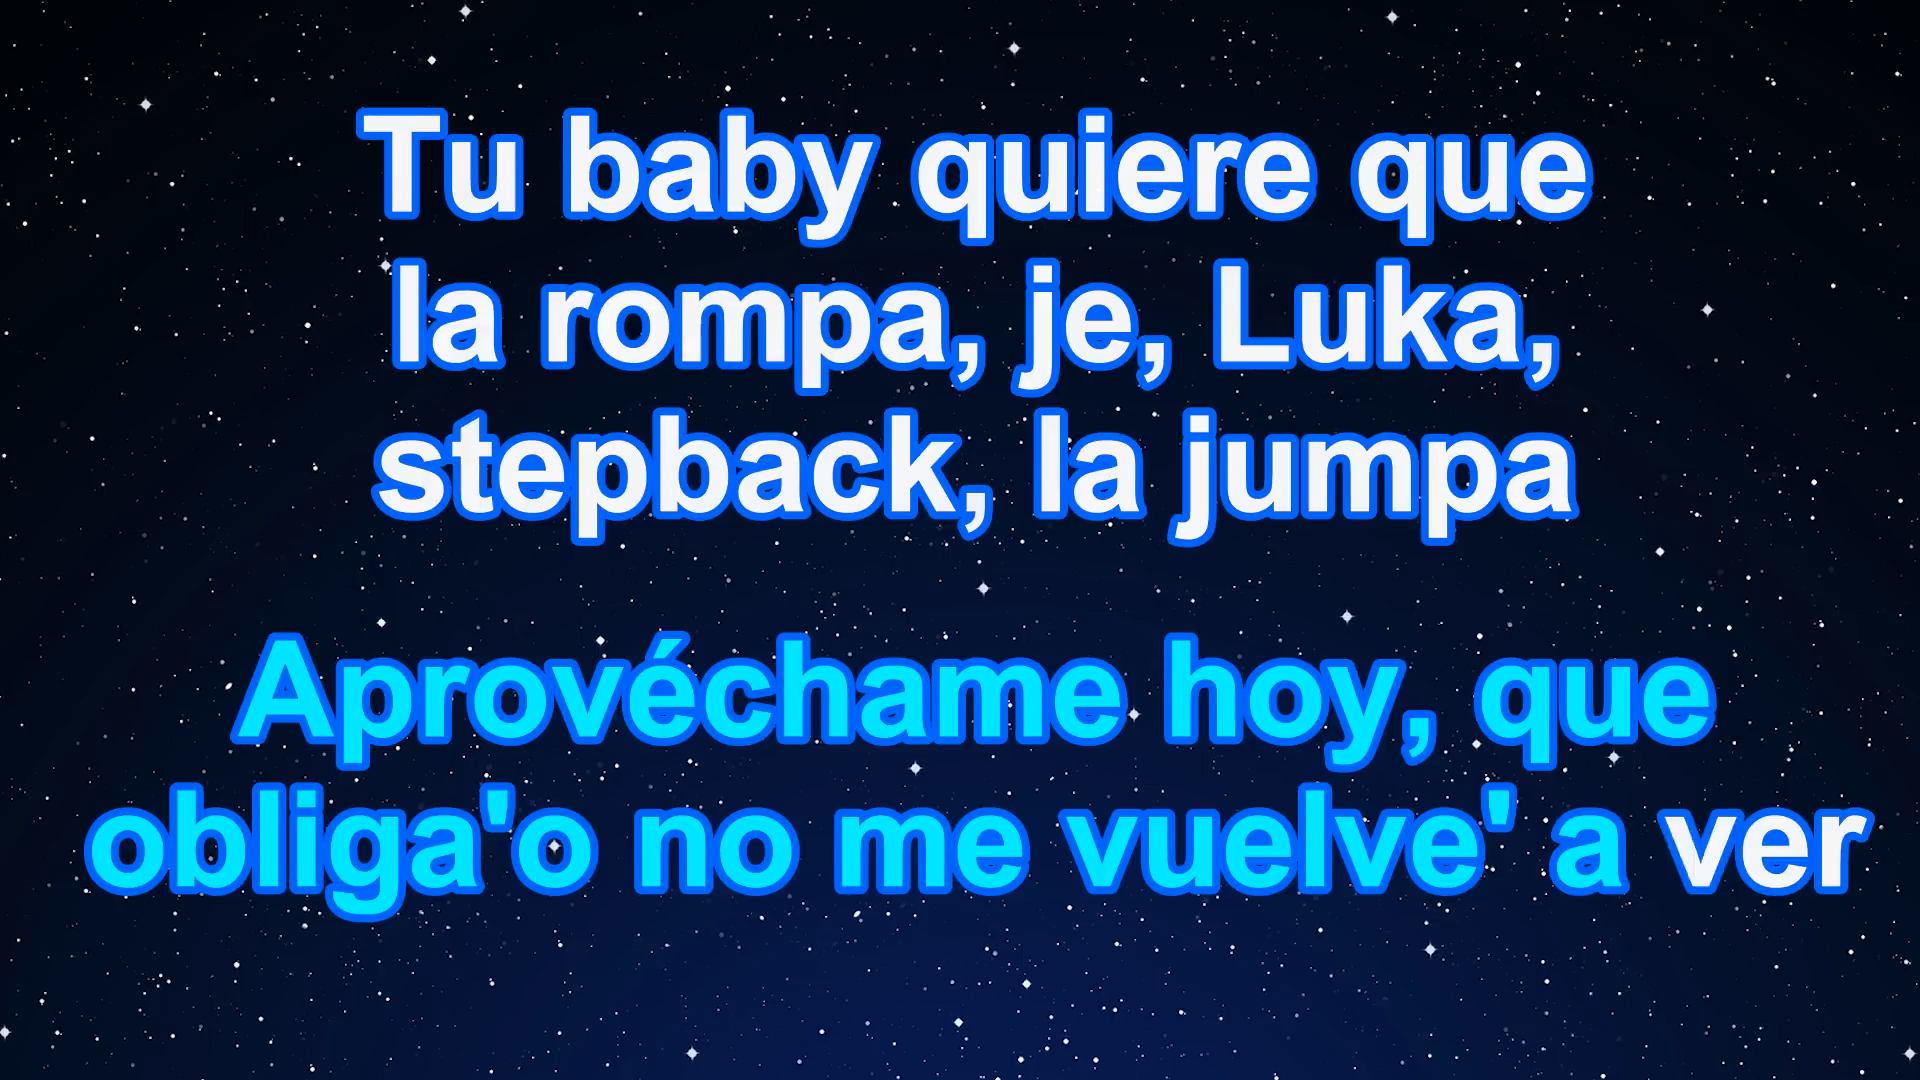 Tu baby quiere que
la rompa, je, Luka,
stepback, la jumpa
Aprovéchame hoy, que
obliga'o no me vuelve' a ver